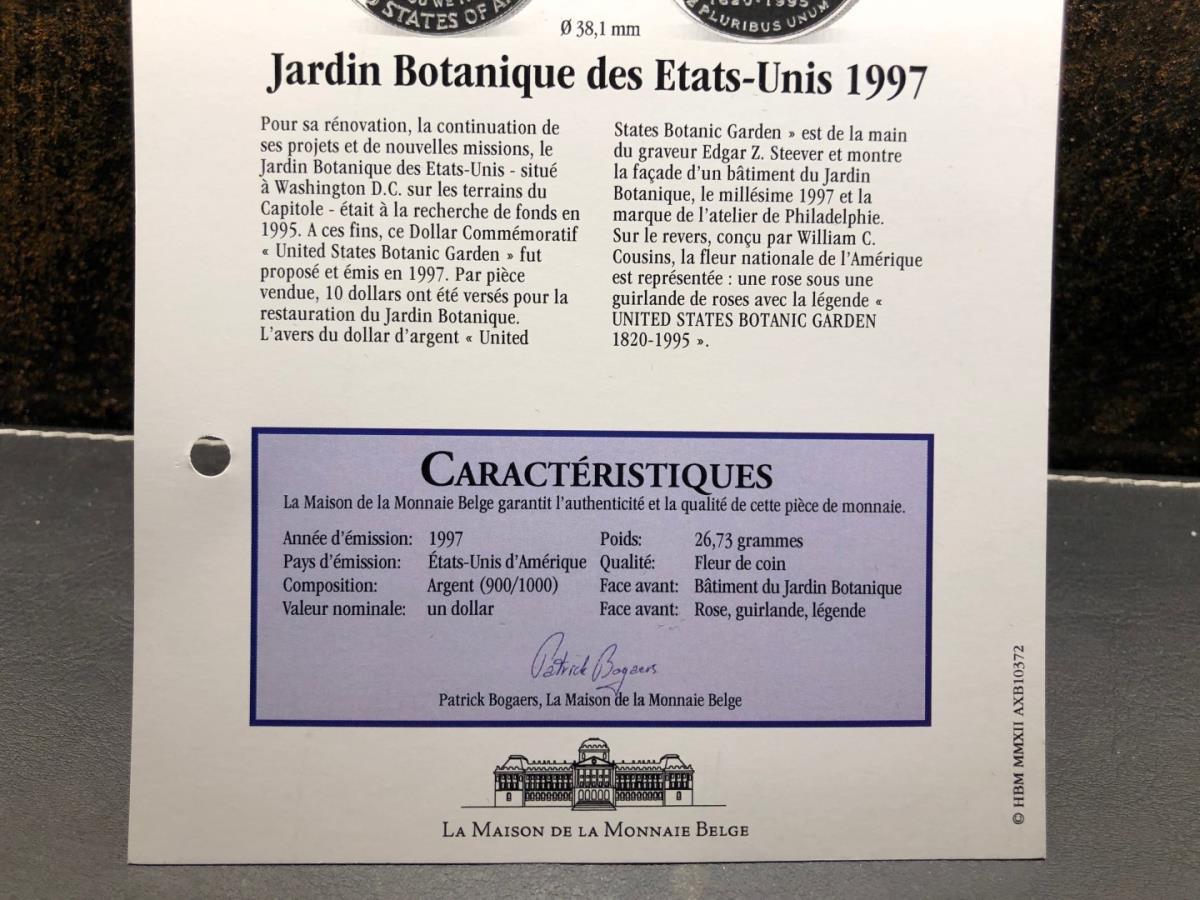 STATES OF A
PLURIBUS UNUM
Ø 38,1 mm
Jardin Botanique des Etats-Unis 1997
Pour sa rénovation, la continuation de
ses projets et de nouvelles missions, le
Jardin Botanique des Etats-Unis - situé
à Washington D.C. sur les terrains du
Capitole - était à la recherche de fonds en
1995. A ces fins, ce Dollar Commémoratif
« United States Botanic Garden » fut
proposé et émis en 1997. Par pièce
vendue, 10 dollars ont été versés pour la
restauration du Jardin Botanique.
L'avers du dollar d'argent « United
States Botanic Garden » est de la main
du graveur Edgar Z. Steever et montre
la façade d'un bâtiment du Jardin
Botanique, le millésime 1997 et la
marque de l'atelier de Philadelphie.
Sur le revers, conçu par William C.
Cousins, la fleur nationale de l'Amérique
est représentée : une rose sous une
guirlande de roses avec la légende «
UNITED STATES BOTANIC GARDEN
1820-1995 ».
CARACTÉRISTIQUES
La Maison de la Monnaie Belge garantit l'authenticité et la qualité de cette pièce de monnaie.
Année d'émission: 1997
Pays d'émission: États-Unis d'Amérique
Composition: Argent (900/1000)
Valeur nominale: un dollar
Poids: 26,73 grammes
Qualité: Fleur de coin
Face avant: Bâtiment du Jardin Botanique
Face avant: Rose, guirlande, légende
Patrick Bogaers
Patrick Bogaers, La Maison de la Monnaie Belge
LA MAISON DE LA MONNAIE BELGE
© HBM MMXII AXB10372